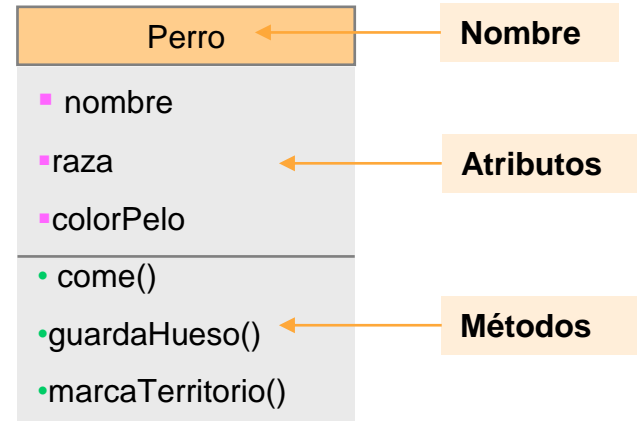 Perro
Nombre
nombre
raza
Atributos
colorPelo
come()
guardaHueso()
Métodos
marcaTerritorio()